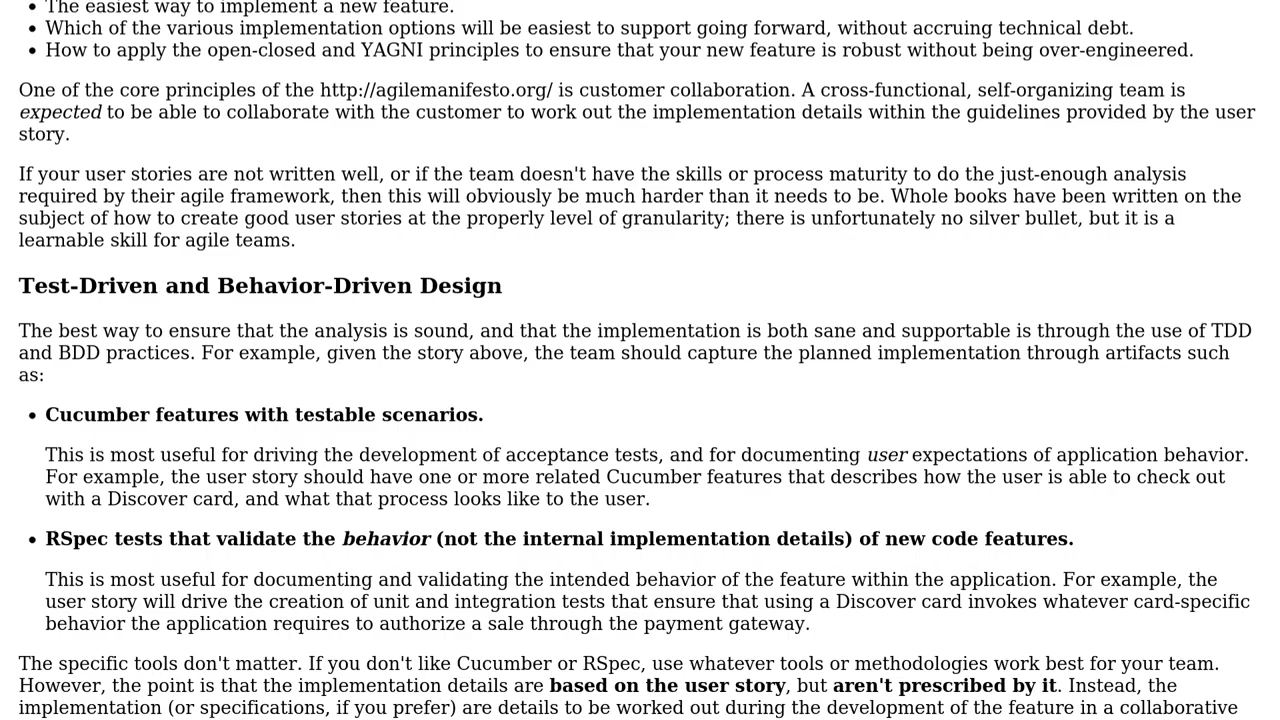 • The easiest way to implement a new feature.
• Which of the various implementation options will be easiest to support going forward, without accruing technical debt.
• How to apply the open-closed and YAGNI principles to ensure that your new feature is robust without being over-engineered.
One of the core principles of the http://agilemanifesto.org/ is customer collaboration. A cross-functional, self-organizing team is
expected to be able to collaborate with the customer to work out the implementation details within the guidelines provided by the user
story.
If your user stories are not written well, or if the team doesn't have the skills or process maturity to do the just-enough analysis
required by their agile framework, then this will obviously be much harder than it needs to be. Whole books have been written on the
subject of how to create good user stories at the properly level of granularity; there is unfortunately no silver bullet, but it is a
learnable skill for agile teams.
Test-Driven and Behavior-Driven Design
The best way to ensure that the analysis is sound, and that the implementation is both sane and supportable is through the use of TDD
and BDD practices. For example, given the story above, the team should capture the planned implementation through artifacts such
as:
• Cucumber features with testable scenarios.
This is most useful for driving the development of acceptance tests, and for documenting user expectations of application behavior.
For example, the user story should have one or more related Cucumber features that describes how the user is able to check out
with a Discover card, and what that process looks like to the user.
• RSpec tests that validate the behavior (not the internal implementation details) of new code features.
This is most useful for documenting and validating the intended behavior of the feature within the application. For example, the
user story will drive the creation of unit and integration tests that ensure that using a Discover card invokes whatever card-specific
behavior the application requires to authorize a sale through the payment gateway.
The specific tools don't matter. If you don't like Cucumber or RSpec, use whatever tools or methodologies work best for your team.
However, the point is that the implementation details are based on the user story, but aren't prescribed by it. Instead, the
implementation (or specifications, if you prefer) are details to be worked out during the development of the feature in a collaborative